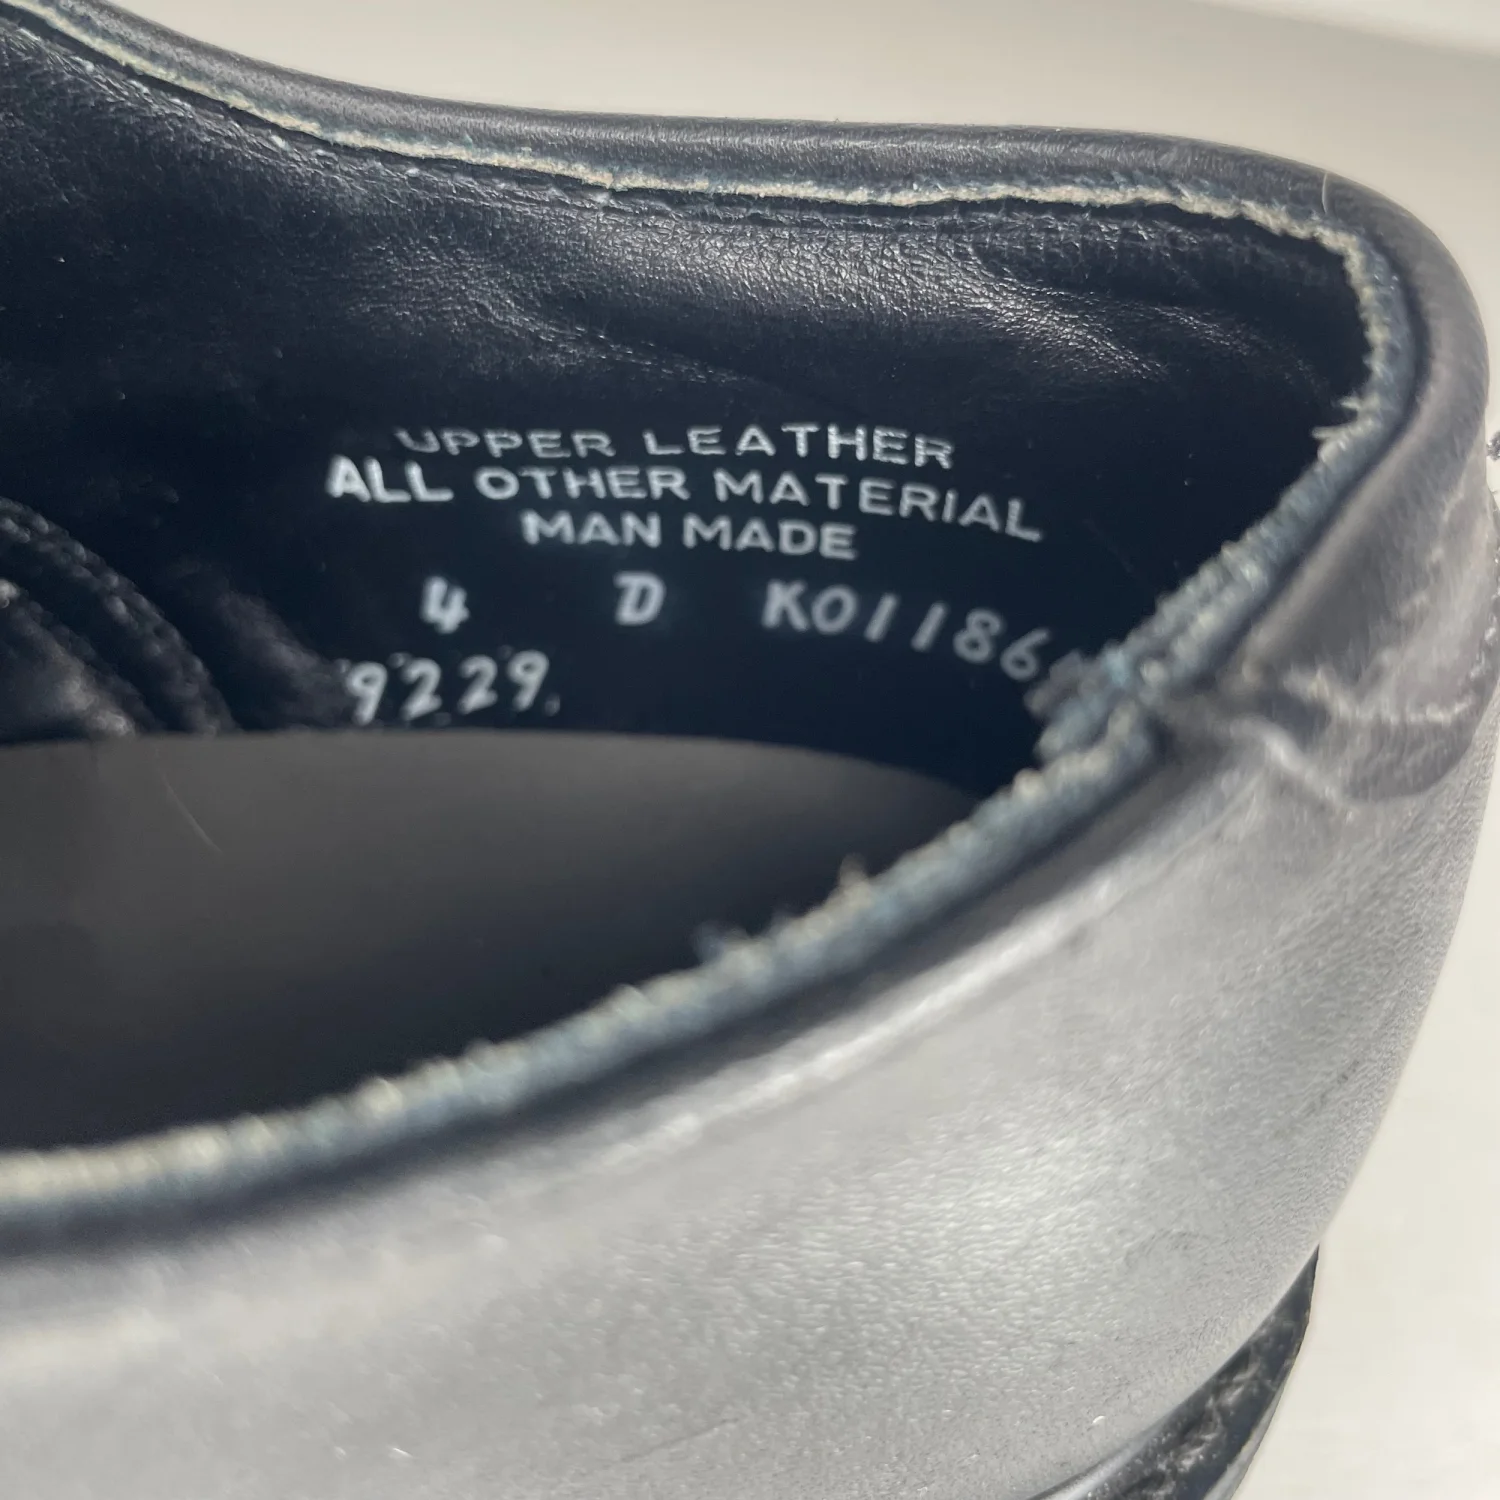 UPPER LEATHER
ALL OTHER MATERIAL
MAN MADE
4 D K01186
9229